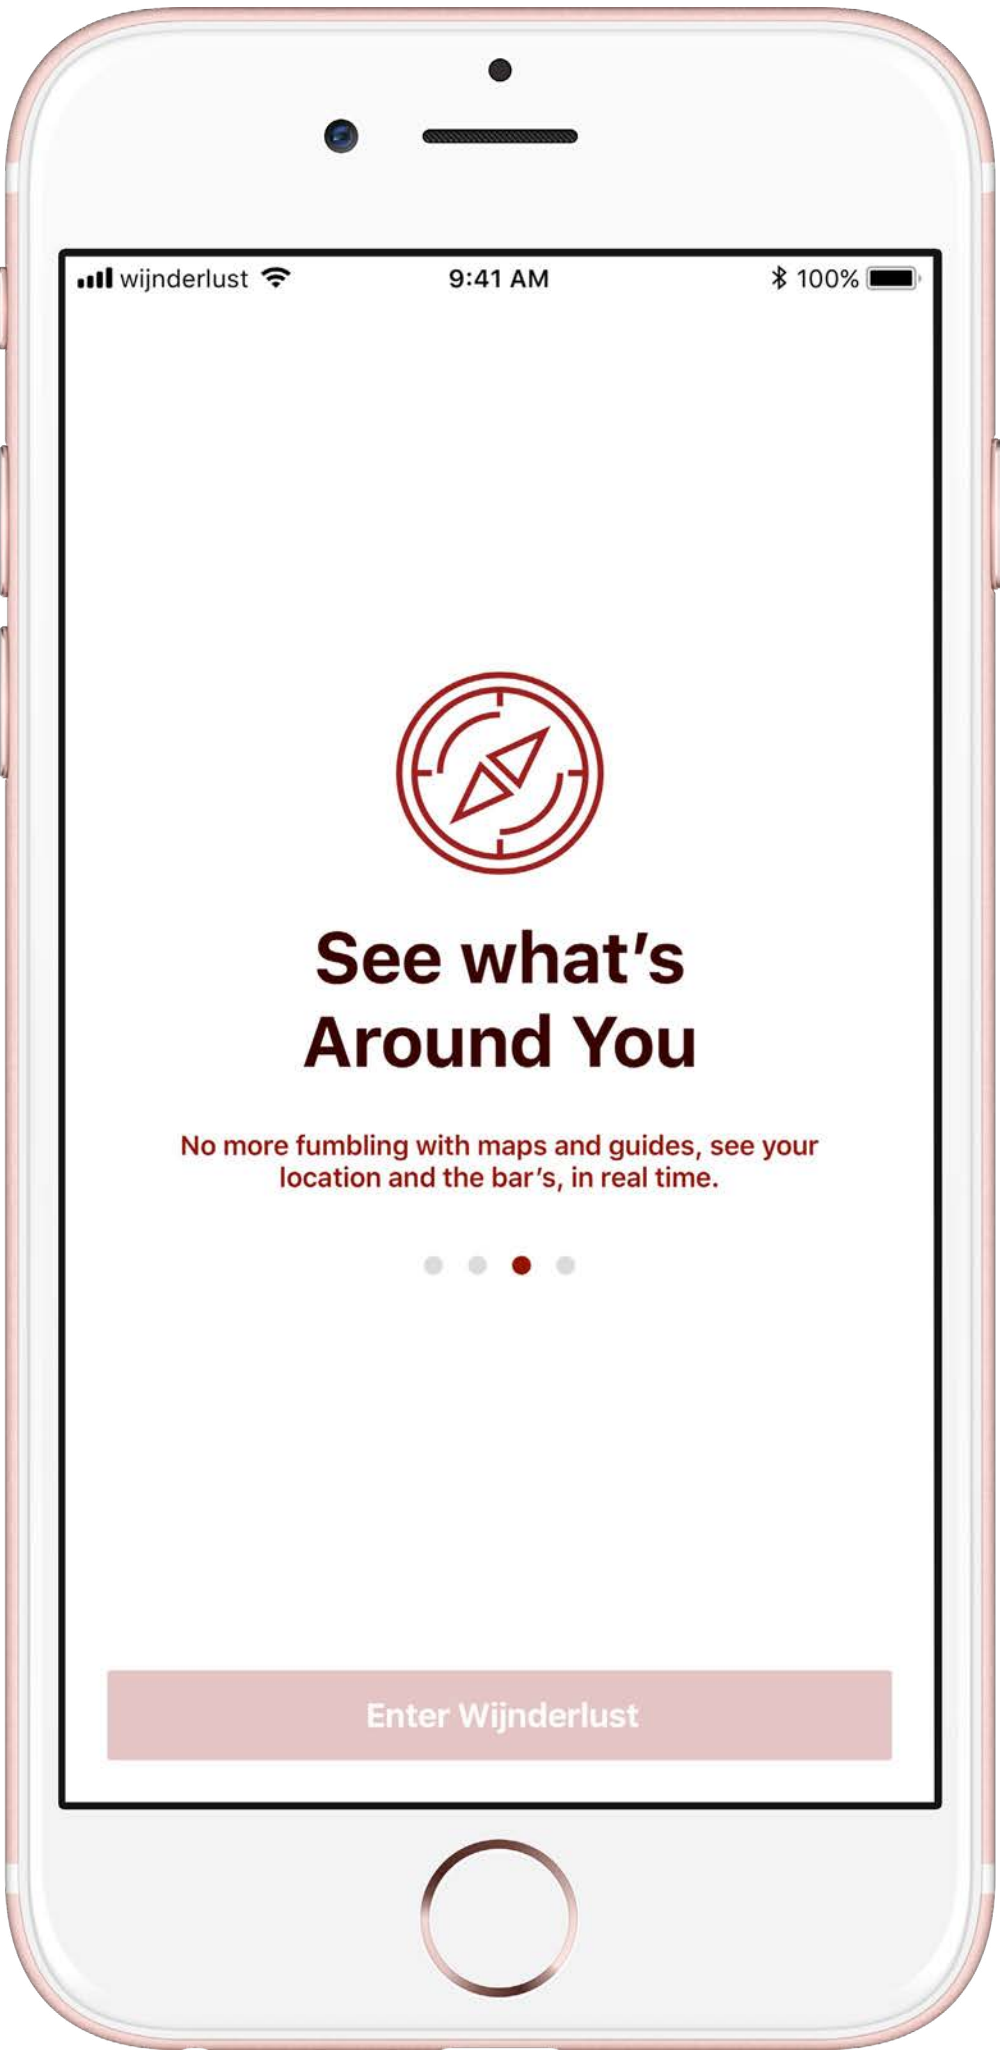 wijnderlust 9:41 AM 100%
See what's
Around You
No more fumbling with maps and guides, see your
location and the bar's, in real time.
Enter Wijnderlust